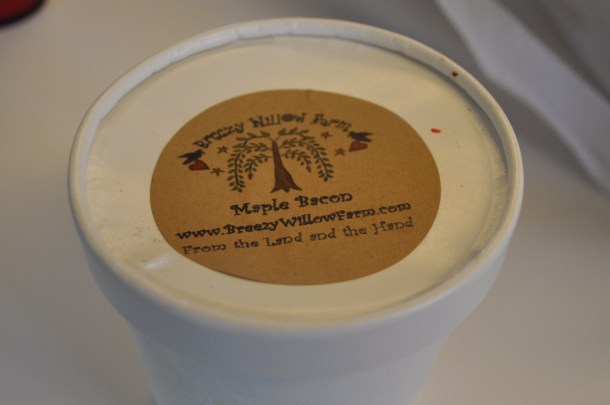 Breezy Willow Farm
Maple Bacon
www.BreezyWillowFarm.com
From the Land and the Hand